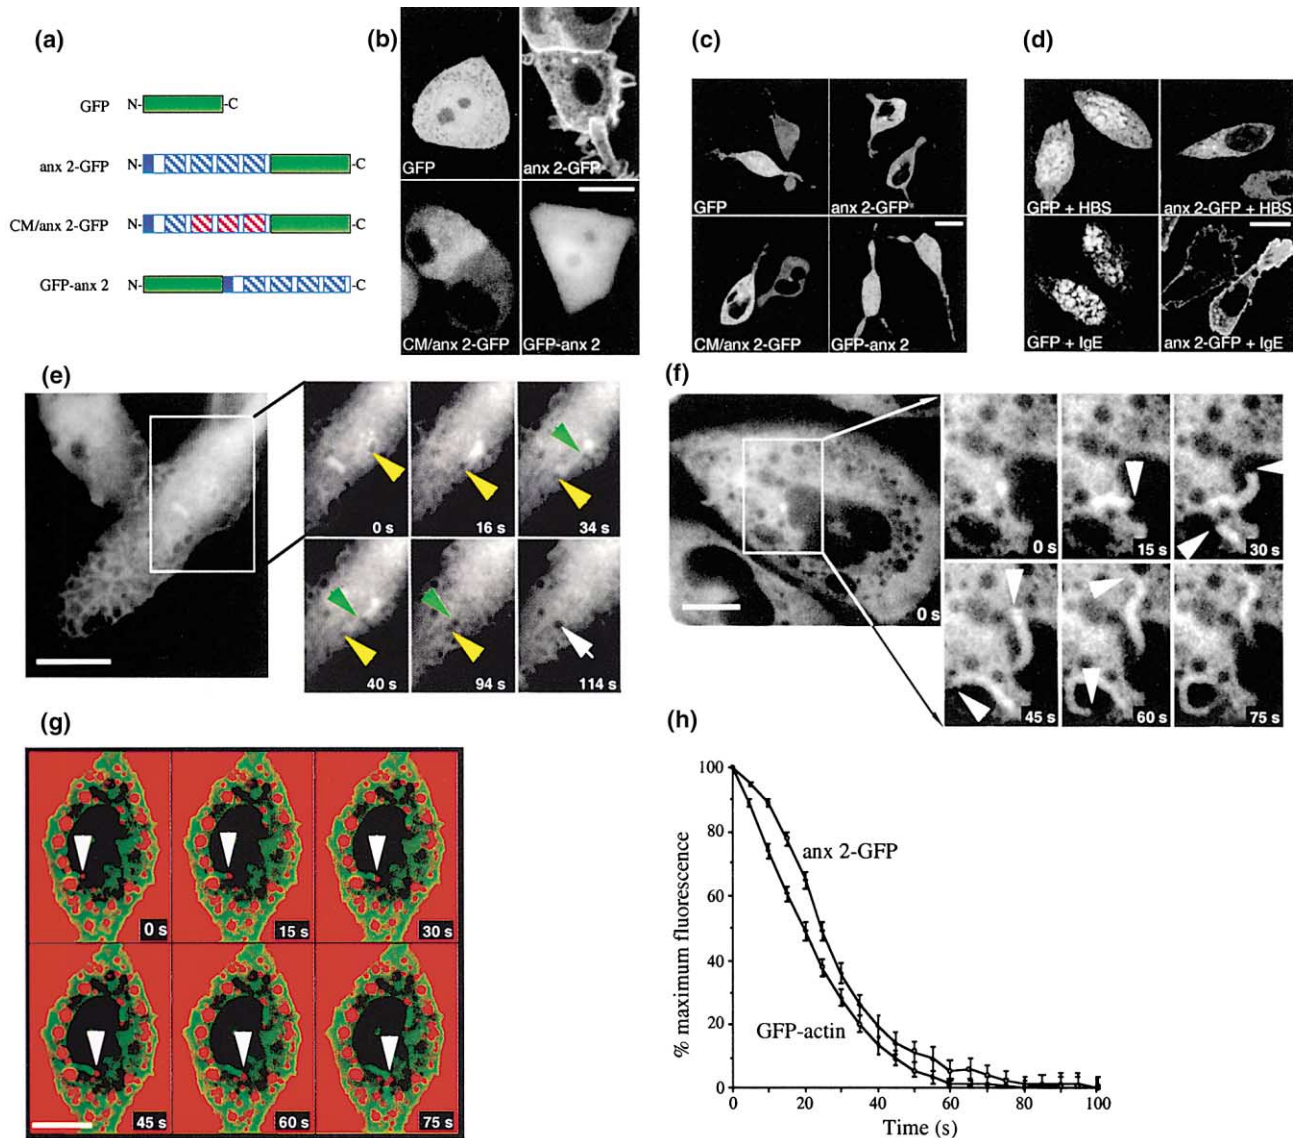 (a)
GFP N- -C
anx 2-GFP N- -C
CM/anx 2-GFP N- -C
GFP-anx 2 N- -C
(b)
GFP
anx 2-GFP
CM/anx 2-GFP
GFP-anx 2
(c)
GFP
anx 2-GFP
CM/anx 2-GFP
GFP-anx 2
(d)
GFP + HBS
anx 2-GFP + HBS
GFP + IgE
anx 2-GFP + IgE
(e)
0 s
16 s
34 s
40 s
94 s
114 s
(f)
0 s
0 s
15 s
30 s
45 s
60 s
75 s
(g)
0 s
15 s
30 s
45 s
60 s
75 s
(h)
% maximum fluorescence
100
80
60
40
20
0
anx 2-GFP
GFP-actin
0 20 40 60 80 100
Time (s)